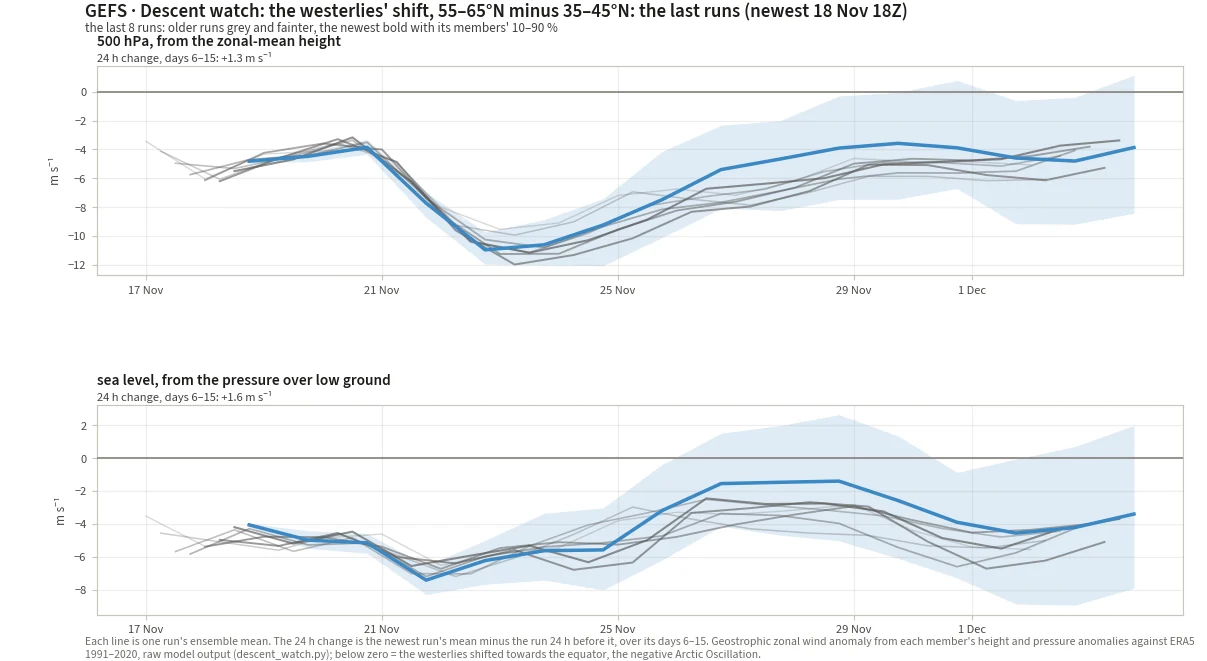 GEFS · Descent watch: the westerlies' shift, 55–65°N minus 35–45°N: the last runs (newest 18 Nov 18Z)
the last 8 runs: older runs grey and fainter, the newest bold with its members' 10–90 %
500 hPa, from the zonal-mean height
24 h change, days 6–15: +1.3 m s⁻¹
0
−2
−4
−6
−8
−10
−12
m s⁻¹
17 Nov
21 Nov
25 Nov
29 Nov
1 Dec
sea level, from the pressure over low ground
24 h change, days 6–15: +1.6 m s⁻¹
2
0
−2
−4
−6
−8
m s⁻¹
17 Nov
21 Nov
25 Nov
29 Nov
1 Dec
Each line is one run's ensemble mean. The 24 h change is the newest run's mean minus the run 24 h before it, over its days 6–15. Geostrophic zonal wind anomaly from each member's height and pressure anomalies against ERA5
1991–2020, raw model output (descent_watch.py); below zero = the westerlies shifted towards the equator, the negative Arctic Oscillation.